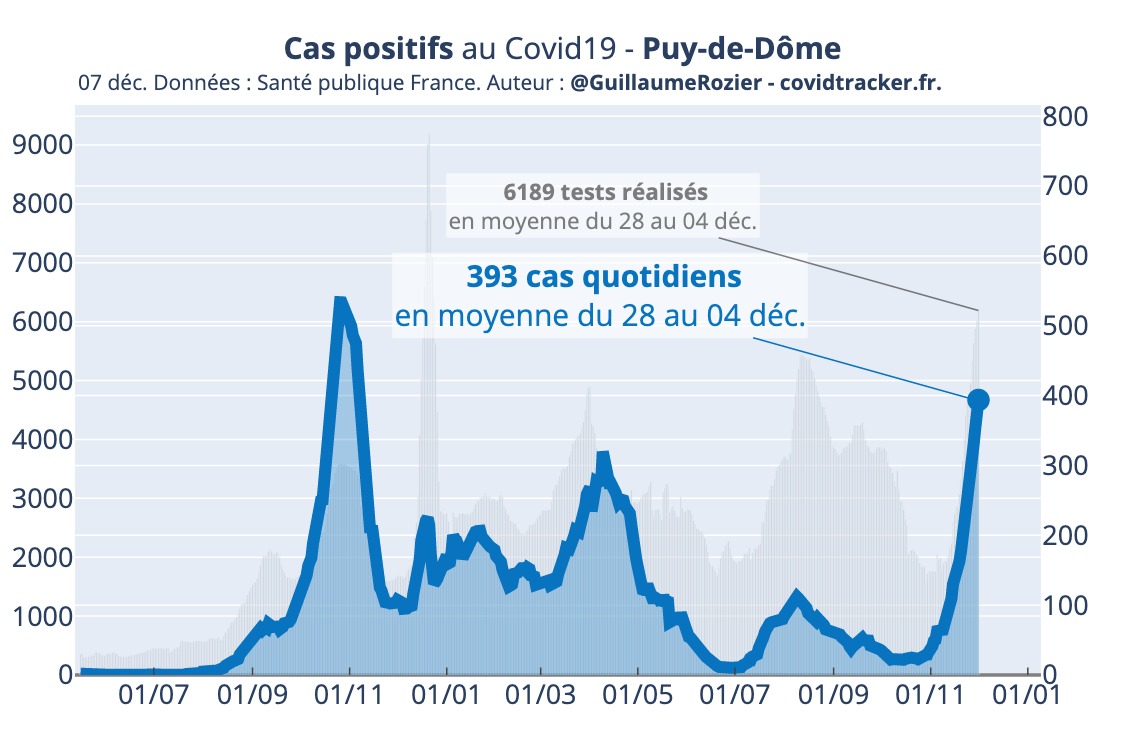 Cas positifs au Covid19 - Puy-de-Dôme
07 déc. Données : Santé publique France. Auteur : @GuillaumeRozier - covidtracker.fr.
800
9000
700
6189 tests réalisés
8000
en moyenne du 28 au 04 déc.
7000
600
393 cas quotidiens
en moyenne du 28 au 04 déc.
6000
500
5000
400
4000
300
3000
200
2000
100
1000
0
0
01/07 01/09 01/11 01/01 01/03 01/05 01/07 01/09 01/11 01/01